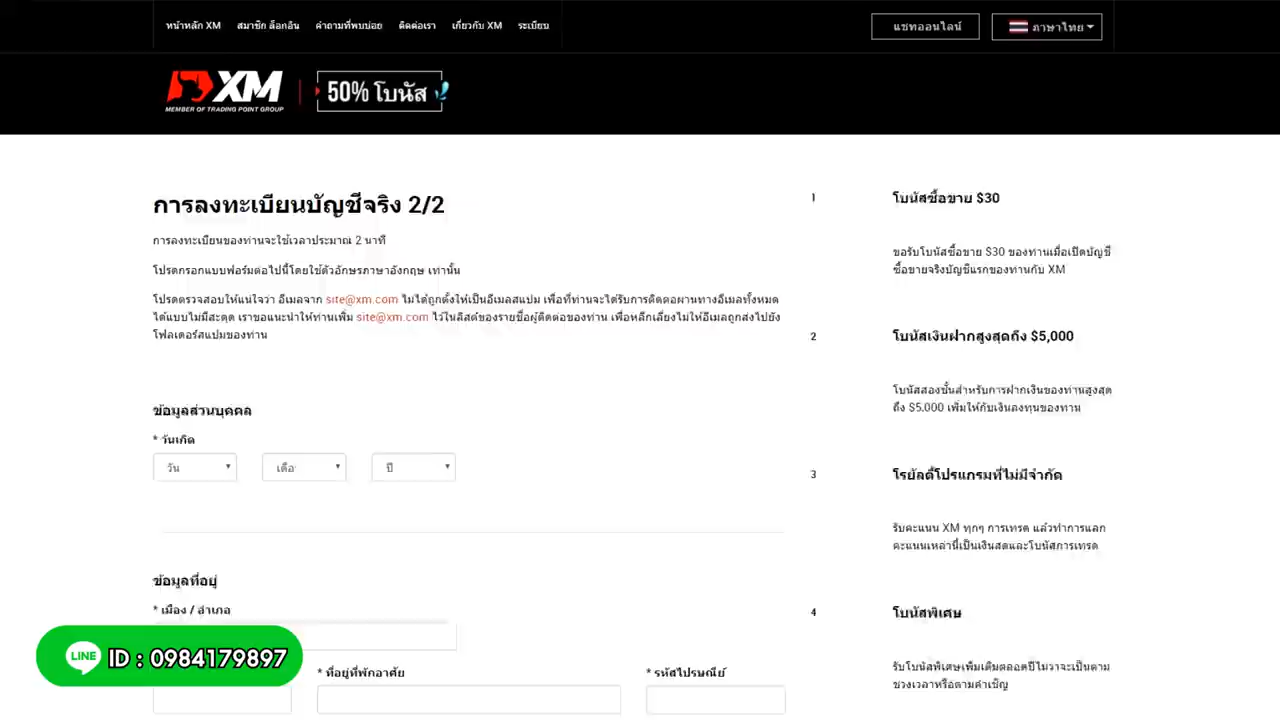 หน้าหลัก XM สมาชิก ล็อกอิน คำถามที่พบบ่อย ติดต่อเรา เกี่ยวกับ XM ระเบียบ
แชทออนไลน์ ภาษาไทย
XM
MEMBER OF TRADING POINT GROUP
50% โบนัส
การลงทะเบียนบัญชีจริง 2/2
การลงทะเบียนของท่านจะใช้เวลาประมาณ 2 นาที
โปรดกรอกแบบฟอร์มต่อไปนี้โดยใช้ตัวอักษรภาษาอังกฤษ เท่านั้น
โปรดตรวจสอบให้แน่ใจว่า อีเมลจาก site@xm.com ไม่ได้ถูกตั้งให้เป็นอีเมลสแปม เพื่อที่ท่านจะได้รับการติดต่อผ่านทางอีเมลทั้งหมด
ได้แบบไม่มีสะดุด เราขอแนะนำให้ท่านเพิ่ม site@xm.com ไว้ในลิสต์ของรายชื่อผู้ติดต่อของท่าน เพื่อหลีกเลี่ยงไม่ให้อีเมลถูกส่งไปยัง
โฟลเดอร์สแปมของท่าน
ข้อมูลส่วนบุคคล
* วันเกิด
วัน เดือ ปี
ข้อมูลที่อยู่
* เมือง / อำเภอ
* ที่อยู่ที่พักอาศัย * รหัสไปรษณีย์
LINE ID : 0984179897
1 โบนัสซื้อขาย $30
ขอรับโบนัสซื้อขาย $30 ของท่านเมื่อเปิดบัญชี
ซื้อขายจริงบัญชีแรกของท่านกับ XM
2 โบนัสเงินฝากสูงสุดถึง $5,000
โบนัสสองขั้นสำหรับการฝากเงินของท่านสูงสุด
ถึง $5,000 เพิ่มให้กับเงินลงทุนของท่าน
3 โรยัลตี้โปรแกรมที่ไม่มีจำกัด
รับคะแนน XM ทุกๆ การเทรด แล้วทำการแลก
คะแนนเหล่านี้เป็นเงินสดและโบนัสการเทรด
4 โบนัสพิเศษ
รับโบนัสพิเศษเพิ่มเติมตลอดปีไม่ว่าจะเป็นตาม
ช่วงเวลาหรือตามคำเชิญ